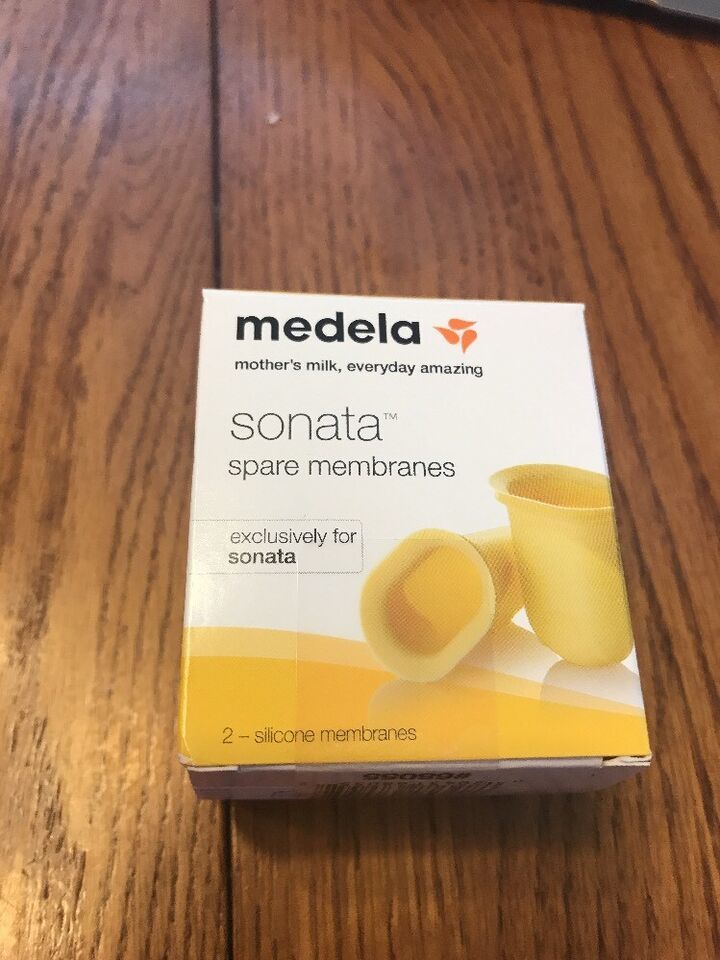 medela
mother's milk, everyday amazing
sonata™
spare membranes
exclusively for
sonata
2 – silicone membranes